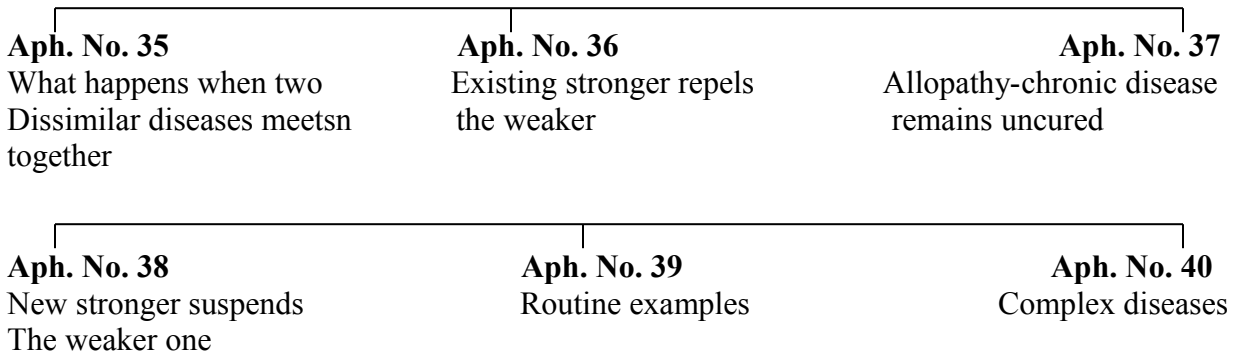 Aph. No. 35
What happens when two
Dissimilar diseases meetsn
together
Aph. No. 36
Existing stronger repels
the weaker
Aph. No. 37
Allopathy-chronic disease
remains uncured
Aph. No. 38
New stronger suspends
The weaker one
Aph. No. 39
Routine examples
Aph. No. 40
Complex diseases